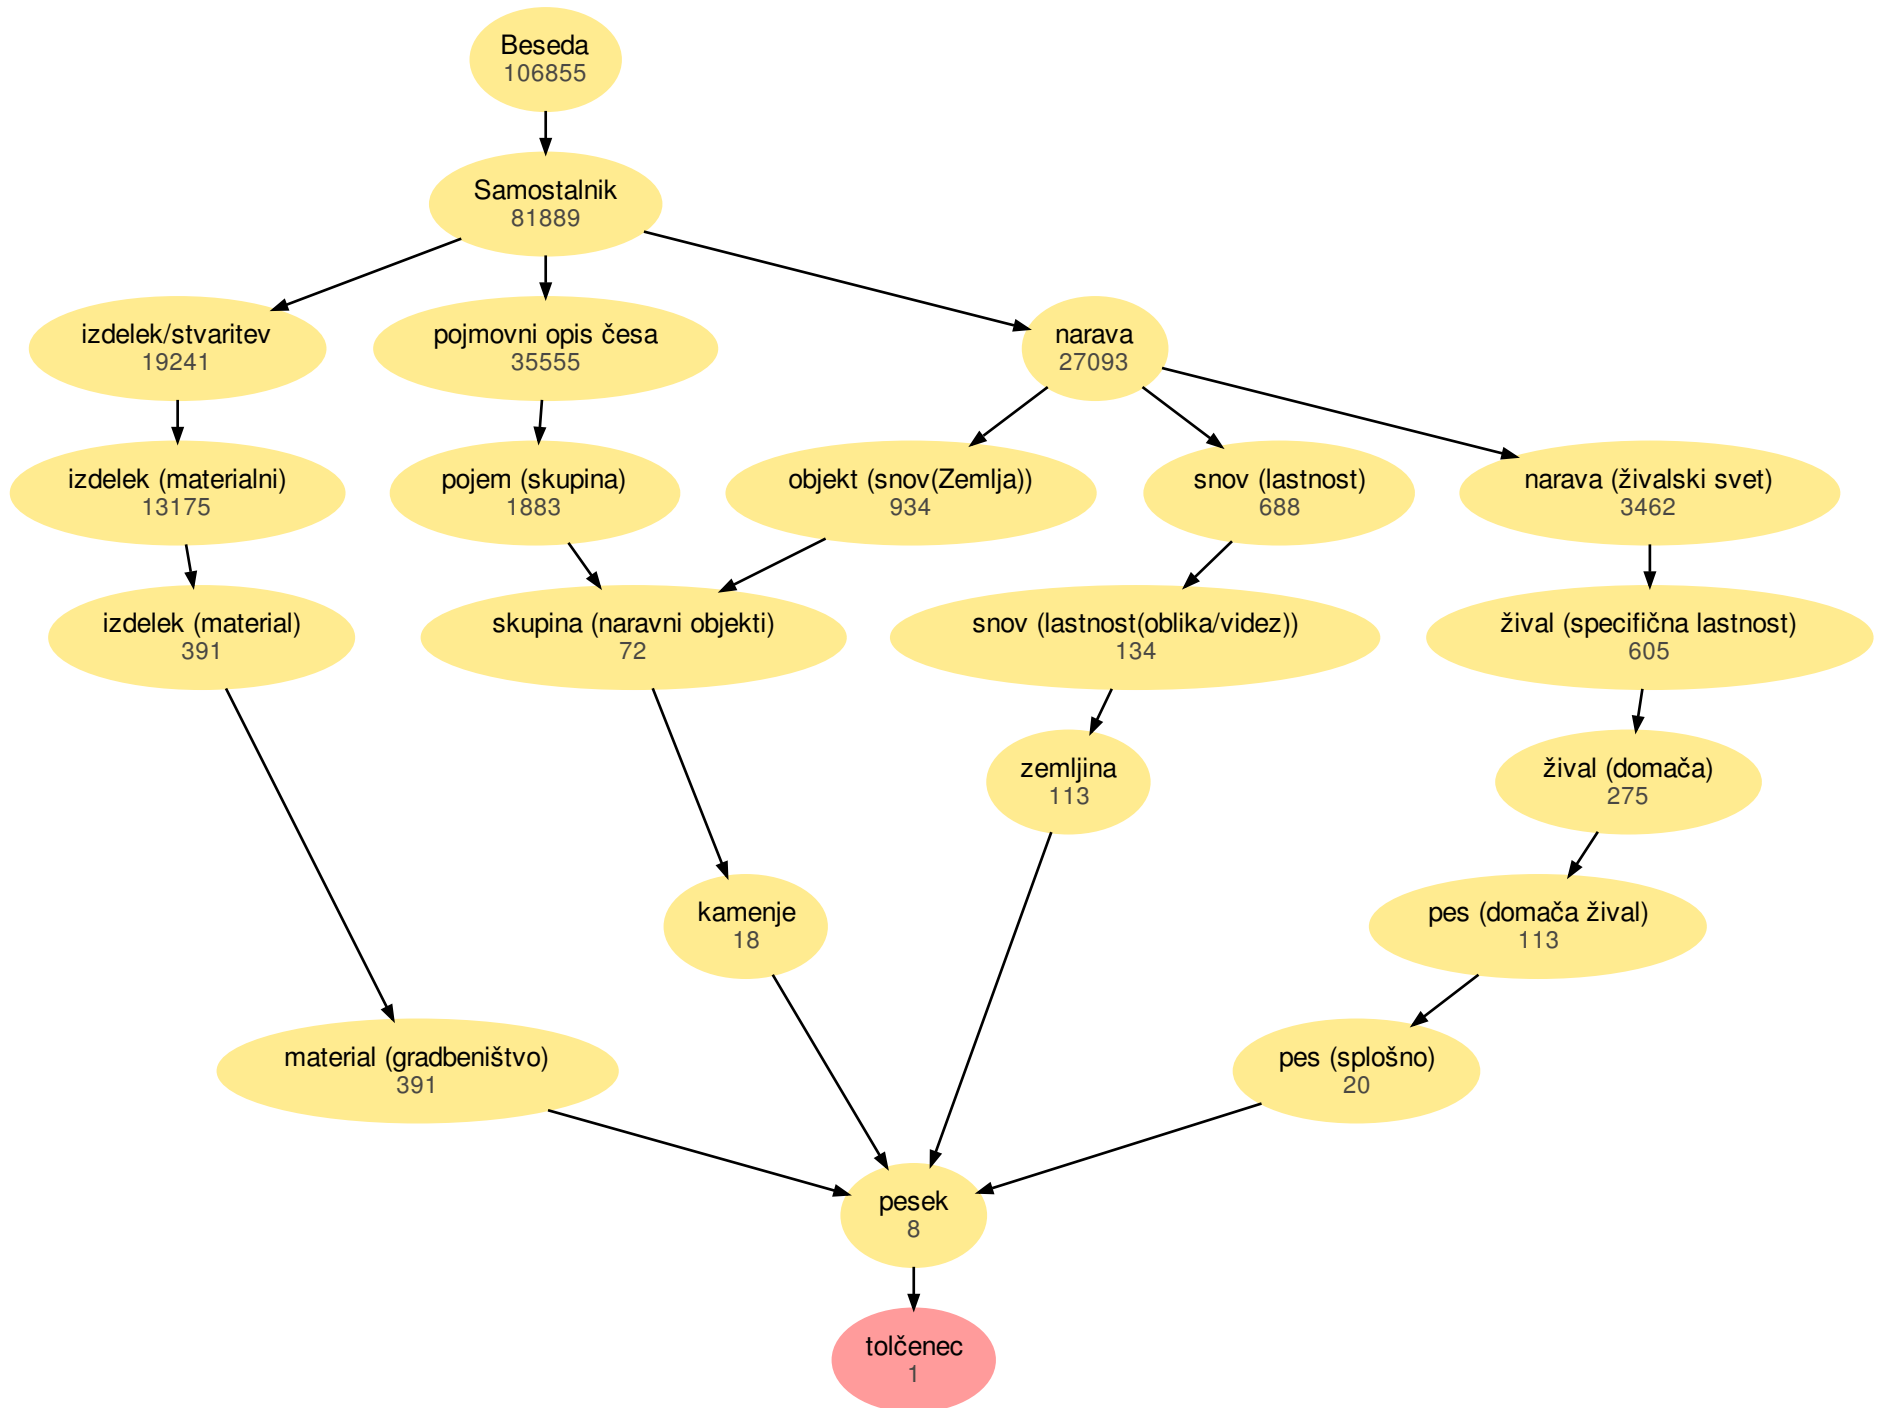 Beseda
106855
Samostalnik
81889
izdelek/stvaritev
19241
pojmovni opis česa
35555
narava
27093
izdelek (materialni)
13175
pojem (skupina)
1883
objekt (snov(Zemlja))
934
snov (lastnost)
688
narava (živalski svet)
3462
izdelek (material)
391
skupina (naravni objekti)
72
snov (lastnost(oblika/videz))
134
žival (specifična lastnost)
605
zemljina
113
žival (domača)
275
kamenje
18
pes (domača žival)
113
material (gradbeništvo)
391
pes (splošno)
20
pesek
8
tolčenec
1